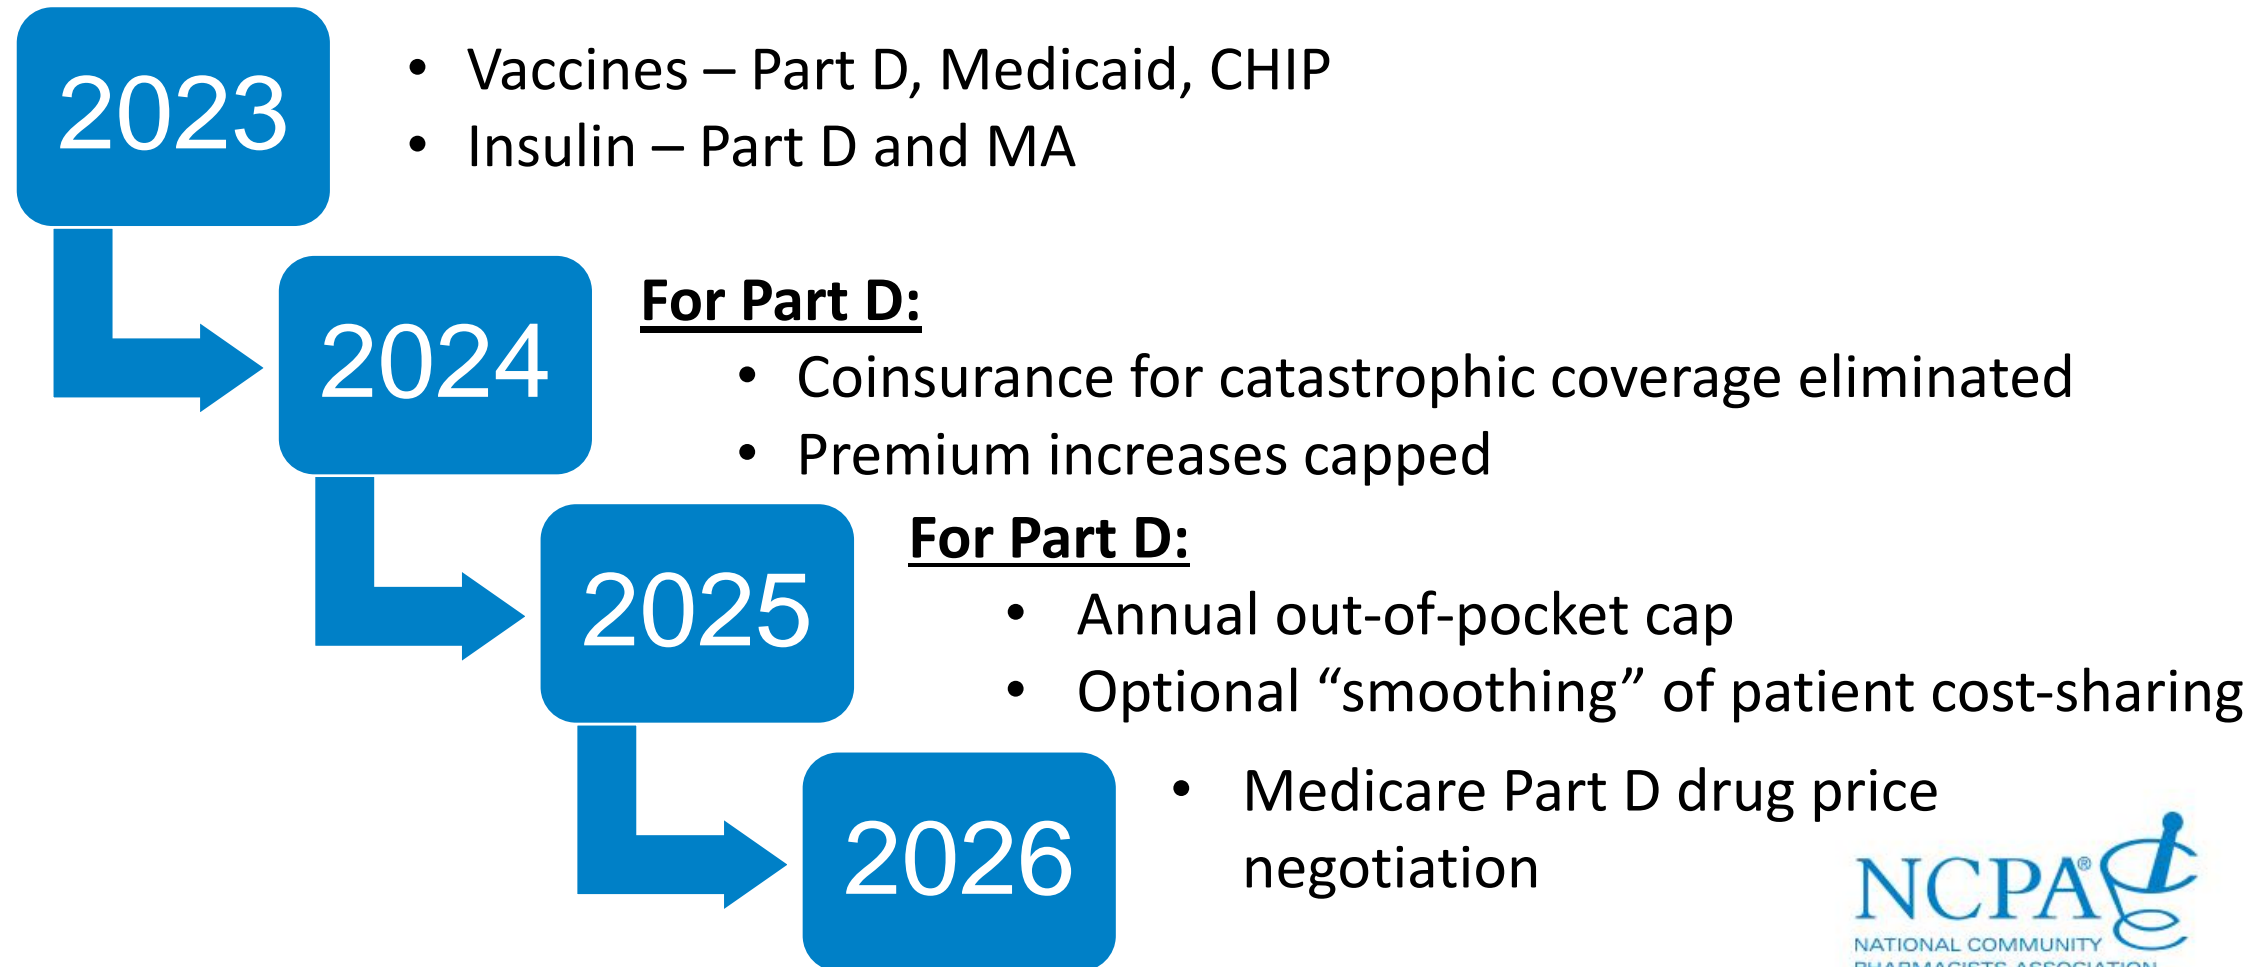 2023
• Vaccines – Part D, Medicaid, CHIP
• Insulin – Part D and MA
2024
For Part D:
• Coinsurance for catastrophic coverage eliminated
• Premium increases capped
2025
For Part D:
• Annual out-of-pocket cap
• Optional “smoothing” of patient cost-sharing
2026
• Medicare Part D drug price
negotiation
NCPA®
NATIONAL COMMUNITY
PHARMACISTS ASSOCIATION